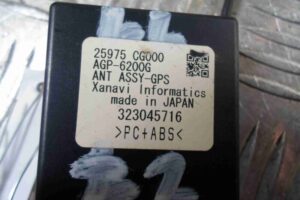 25975 CG000
AGP-6200G
ANT ASSY-GPS
Xanavi Informatics
made in JAPAN
323045716
>PC+ABS<